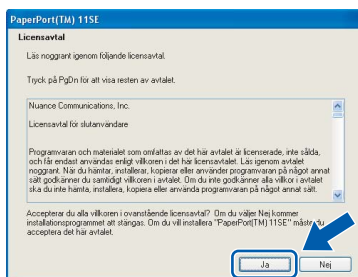 PaperPort(TM) 11SE
Licensavtal
Läs noggrant igenom följande licensavtal.
Tryck på PgDn för att visa resten av avtalet.
Nuance Communications, Inc.
Licensavtal för slutanvändare
Programvaran och materialet som omfattas av det här avtalet är licenserade, inte sålda,
och får endast användas enligt villkoren i det här licensavtalet. Läs igenom avtalet
noggrant. När du hämtar, installerar, kopierar eller använder programvaran på något annat
sätt godkänner du samtidigt villkoren i avtalet. Om du inte godkänner alla villkor i avtalet
ska du inte hämta, installera, kopiera eller använda programvaran på något annat sätt.
Accepterar du alla villkoren i ovanstående licensavtal? Om du väljer Nej kommer
installationsprogrammet att stängas. Om du vill installera "PaperPort(TM) 11SE" måste du
acceptera det här avtalet.
Ja
Nej